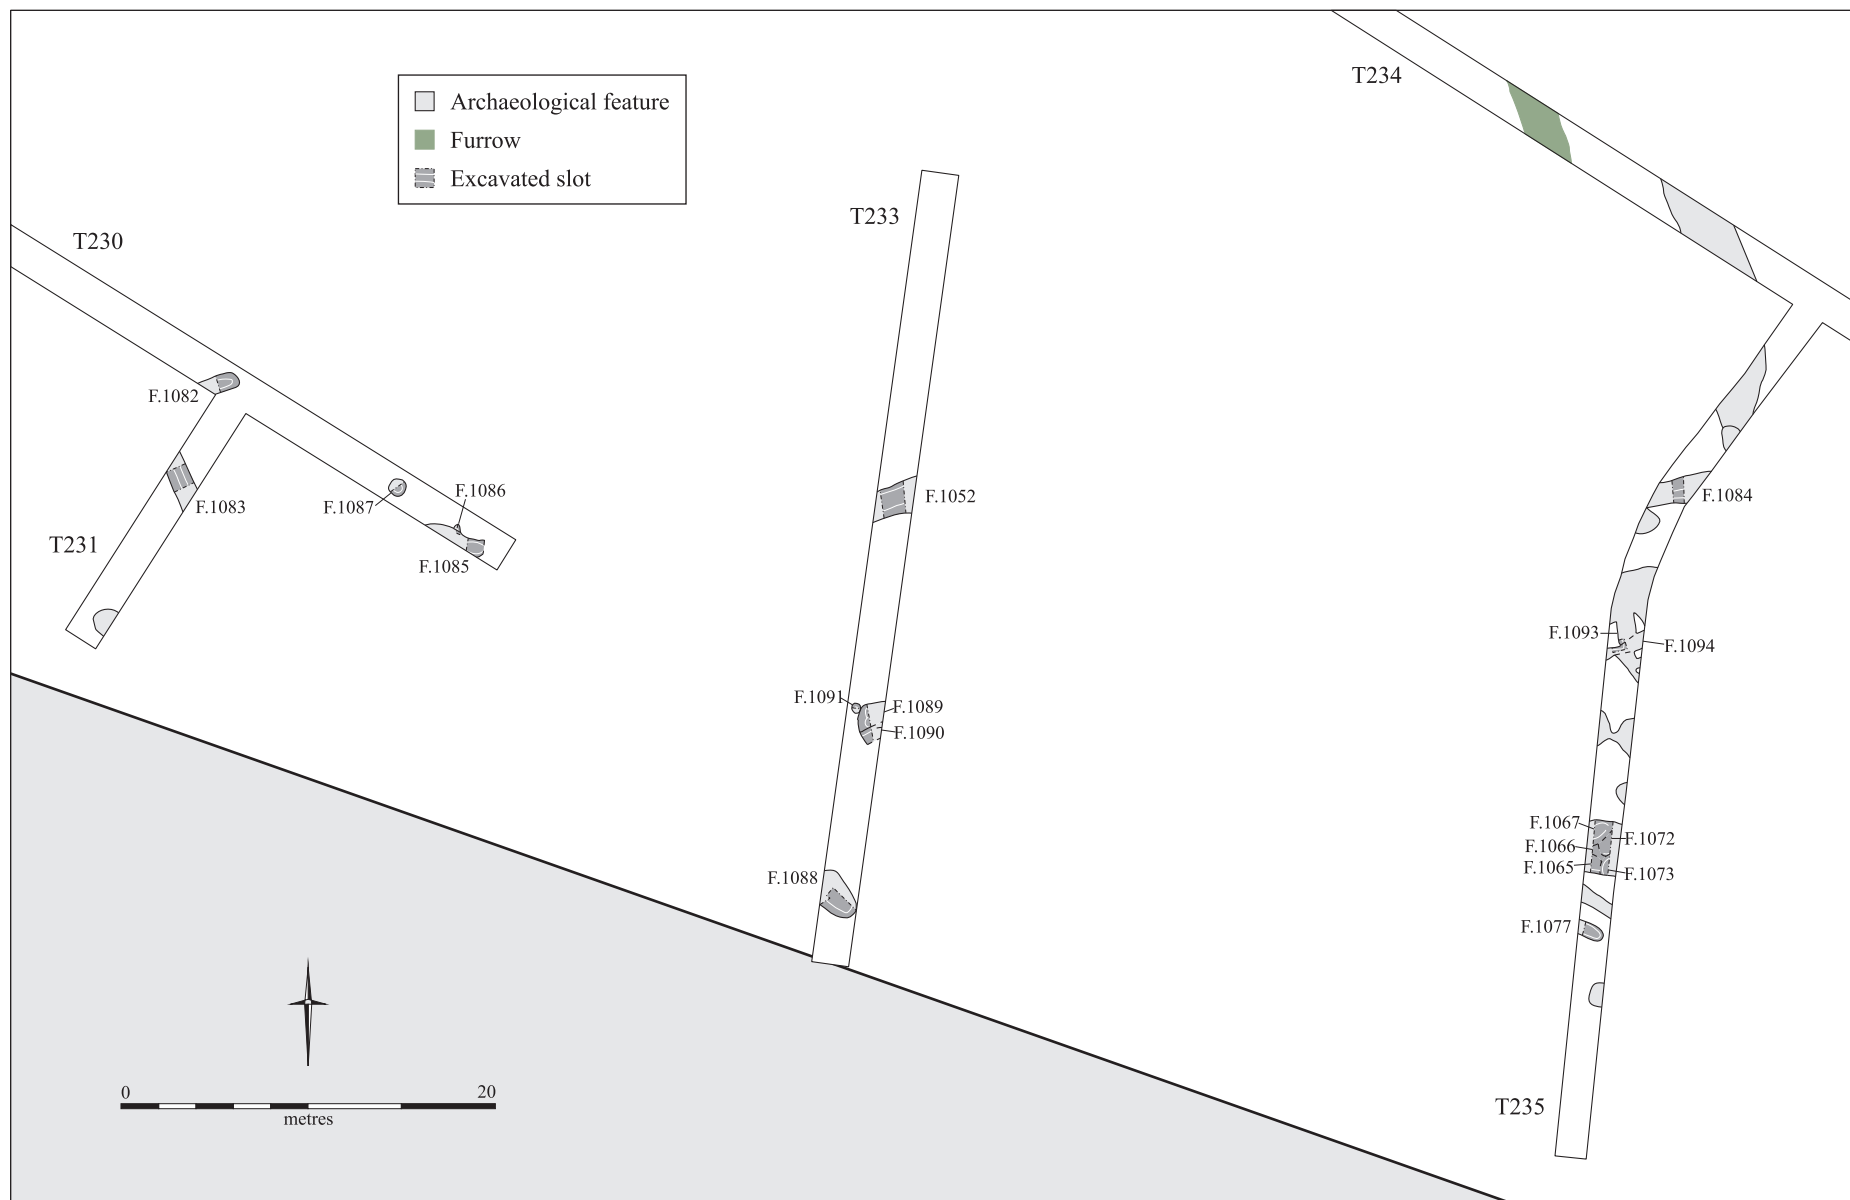 T234
Archaeological feature
Furrow
Excavated slot
T233
T230
F.1082
F.1083
F.1087
F.1086
F.1085
T231
F.1052
F.1084
F.1093
F.1094
F.1091
F.1089
F.1090
F.1067
F.1066
F.1065
F.1072
F.1073
F.1088
F.1077
0 20
metres
T235